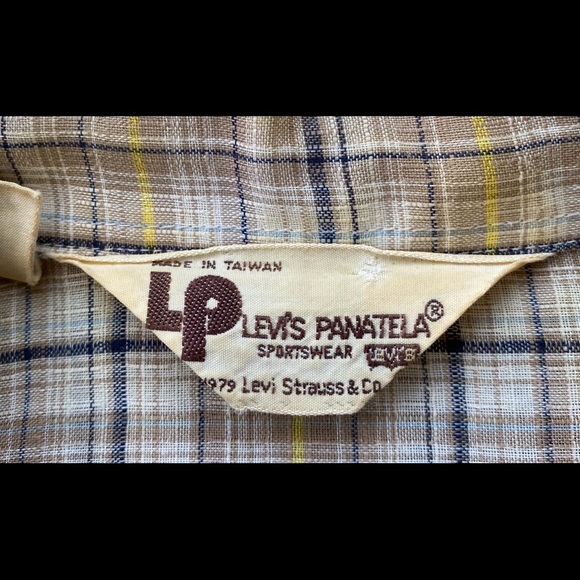 MADE IN TAIWAN
LP
LEVI'S PANATELA®
SPORTSWEAR LEVI'S
1979 Levi Strauss & Co